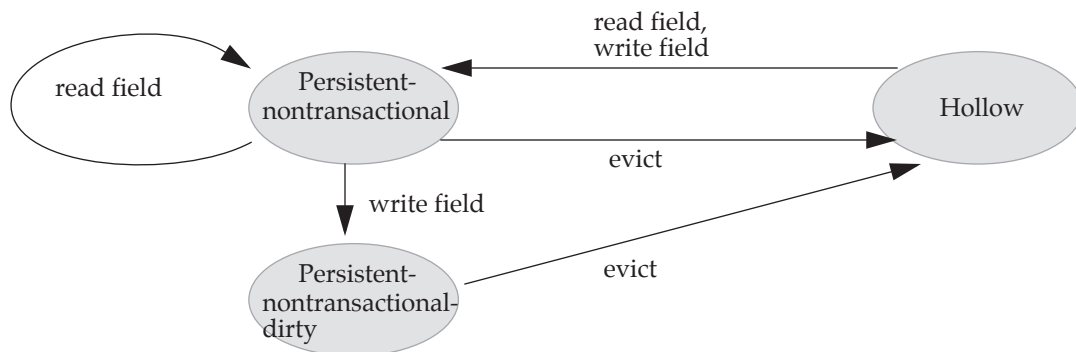 read field,
write field
read field
Persistent-
nontransactional
Hollow
evict
write field
Persistent-
nontransactional-
dirty
evict